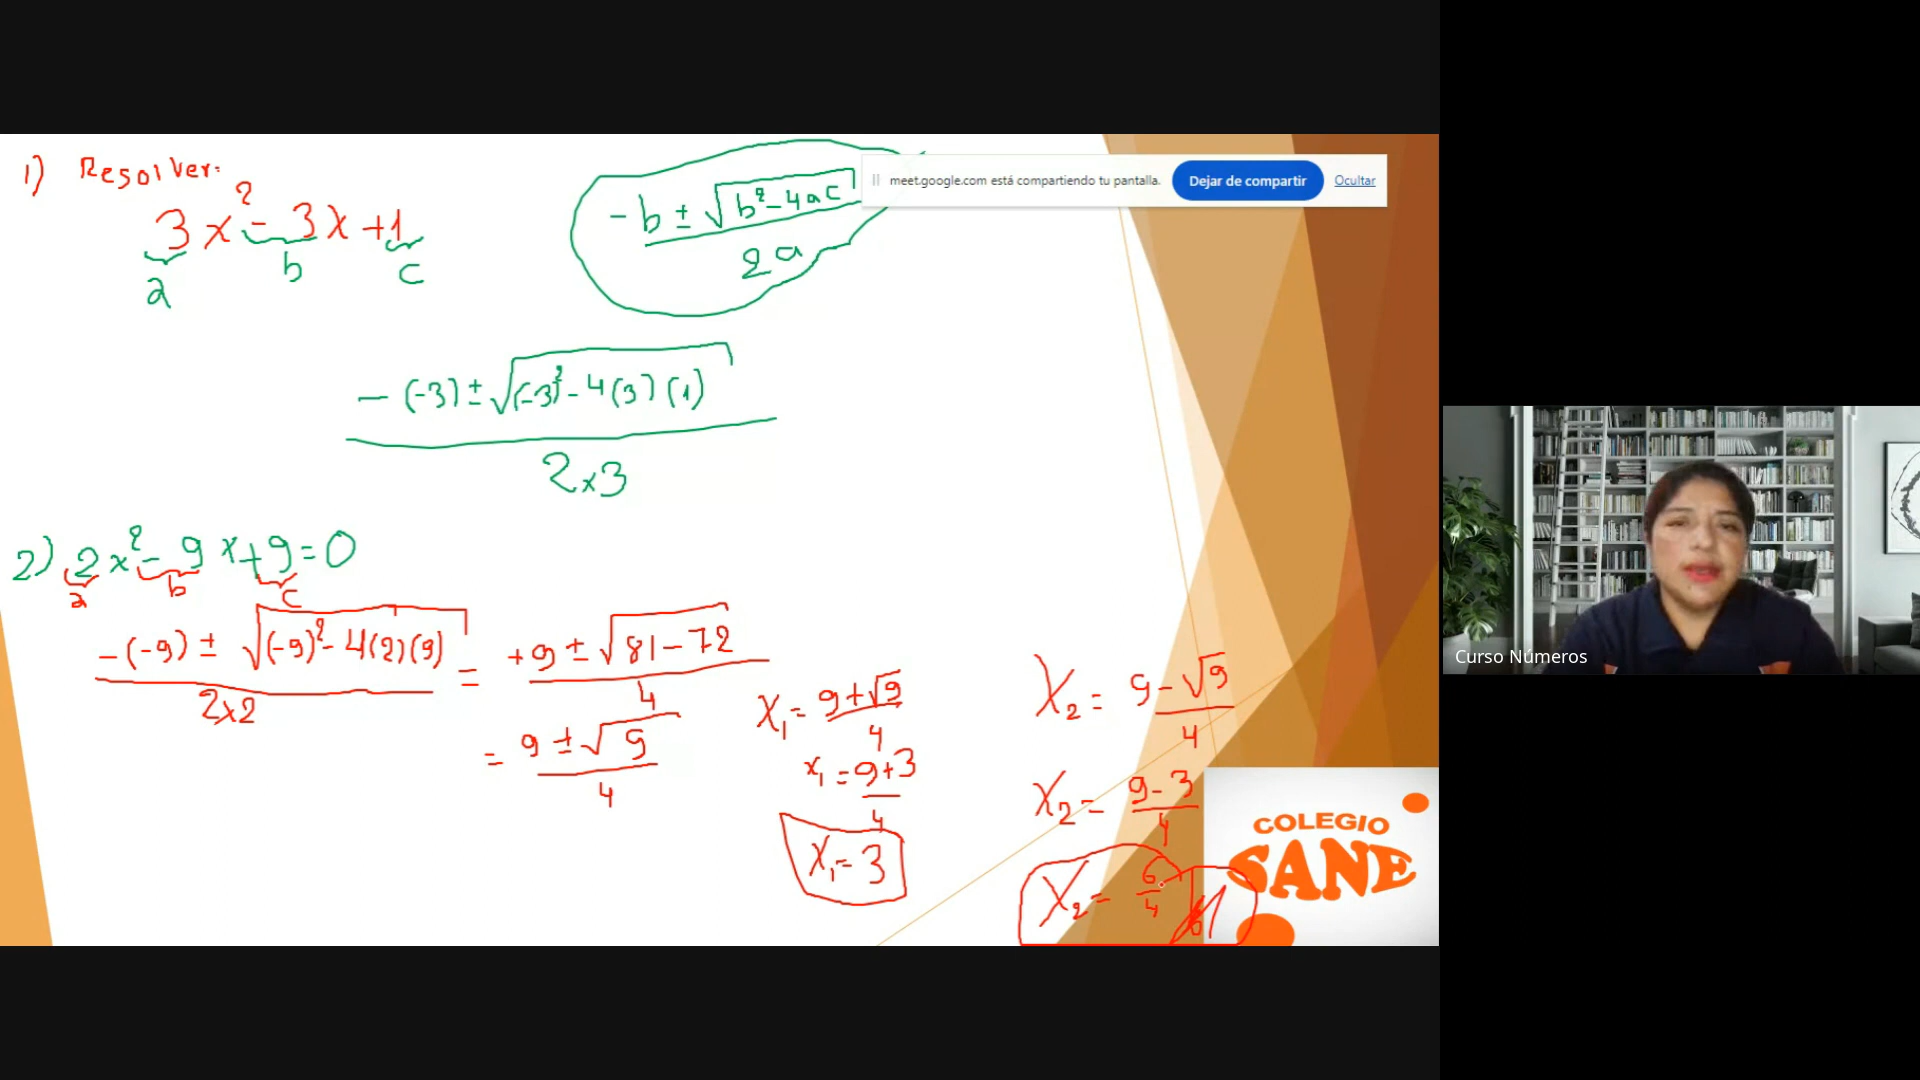 1) Resolver:
3x² - 3x + 1
a b c
-b ± √b² - 4ac
2a
meet.google.com está compartiendo tu pantalla.
Dejar de compartir
Ocultar
-(-3) ± √(-3)² - 4(3)(1)
2x3
2) 2x² - 9x + 9 = 0
a b c
-(-9) ± √(-9)² - 4(2)(9) =
2x2
+9 ± √81 - 72
4
= 9 ± √9
4
X₁ = 9 + √9
4
x₁ = 9 + 3
4
X₁ = 3
X₂ = 9 - √9
4
X₂ = 9 - 3
4
X₂ = 6
4
COLEGIO
SANE
Curso Números